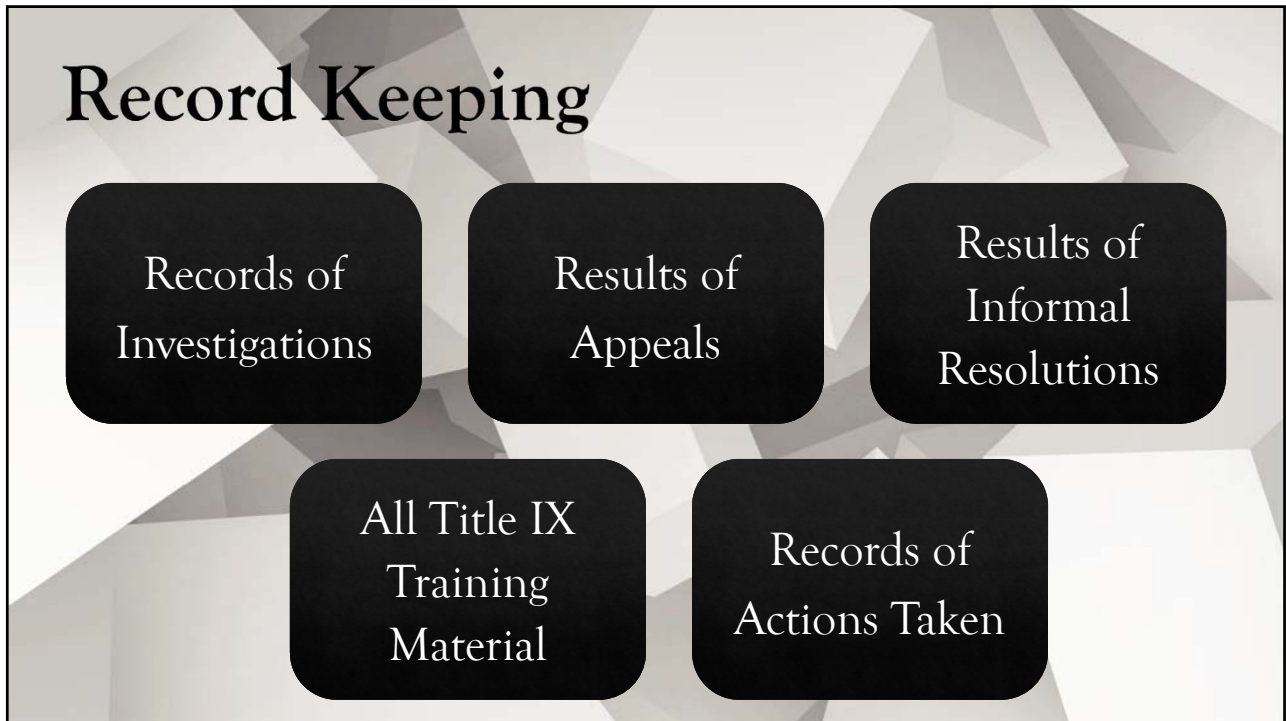 Record Keeping
Records of
Investigations
Results of
Appeals
Results of
Informal
Resolutions
All Title IX
Training
Material
Records of
Actions Taken